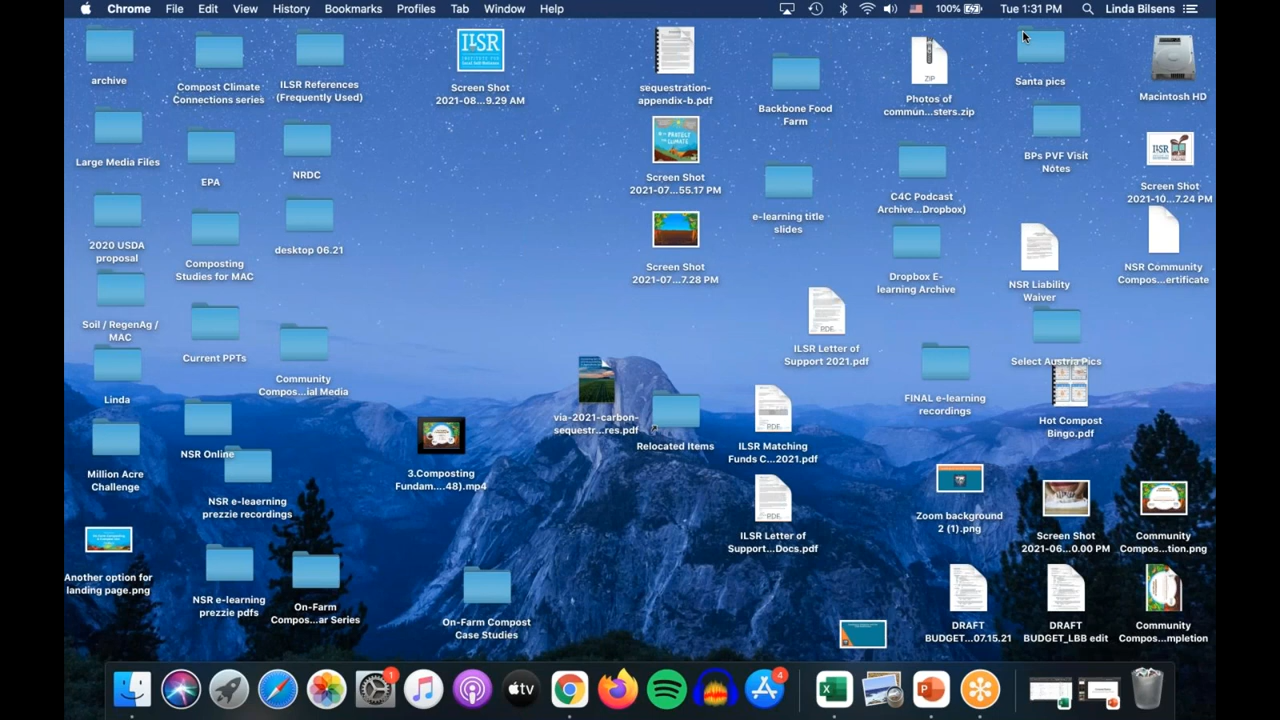 Chrome File Edit View History Bookmarks Profiles Tab Window Help 100% Tue 1:31 PM Linda Bilsens
archive
Compost Climate
Connections series
ILSR References
(Frequently Used)
ILSR
Screen Shot
2021-08...9.29 AM
sequestration-
appendix-b.pdf
Backbone Food
Farm
ZIP
Photos of
commun...sters.zip
Santa pics
Macintosh HD
Large Media Files
EPA
NRDC
Screen Shot
2021-07...55.17 PM
BPs PVF Visit
Notes
ILSR
Screen Shot
2021-10...7.24 PM
2020 USDA
proposal
Composting
Studies for MAC
desktop 06.21
Screen Shot
2021-07...7.28 PM
e-learning title
slides
C4C Podcast
Archive...Dropbox)
Dropbox E-
learning Archive
NSR Liability
Waiver
NSR Community
Compos...ertificate
Soil / RegenAg /
MAC
Current PPTs
Community
Compos...ial Media
PDF
ILSR Letter of
Support 2021.pdf
Select Austria Pics
Linda
NSR Online
3.Composting
Fundam....48).mp4
via-2021-carbon-
sequestr...res.pdf
Relocated Items
PDF
ILSR Matching
Funds C...2021.pdf
FINAL e-learning
recordings
Hot Compost
Bingo.pdf
Million Acre
Challenge
NSR e-learning
prezzie recordings
PDF
ILSR Letter of
Support...Docs.pdf
Zoom background
2 (1).png
Screen Shot
2021-06...0.00 PM
Community
Compos...tion.png
Another option for
landing page.png
NSR e-learning
prezzie pdfs
On-Farm
Compos...ar Series
On-Farm Compost
Case Studies
DRAFT
BUDGET...07.15.21
DRAFT
BUDGET_LBB edit
Community
Compos...mpletion
1
tv
4
X
P